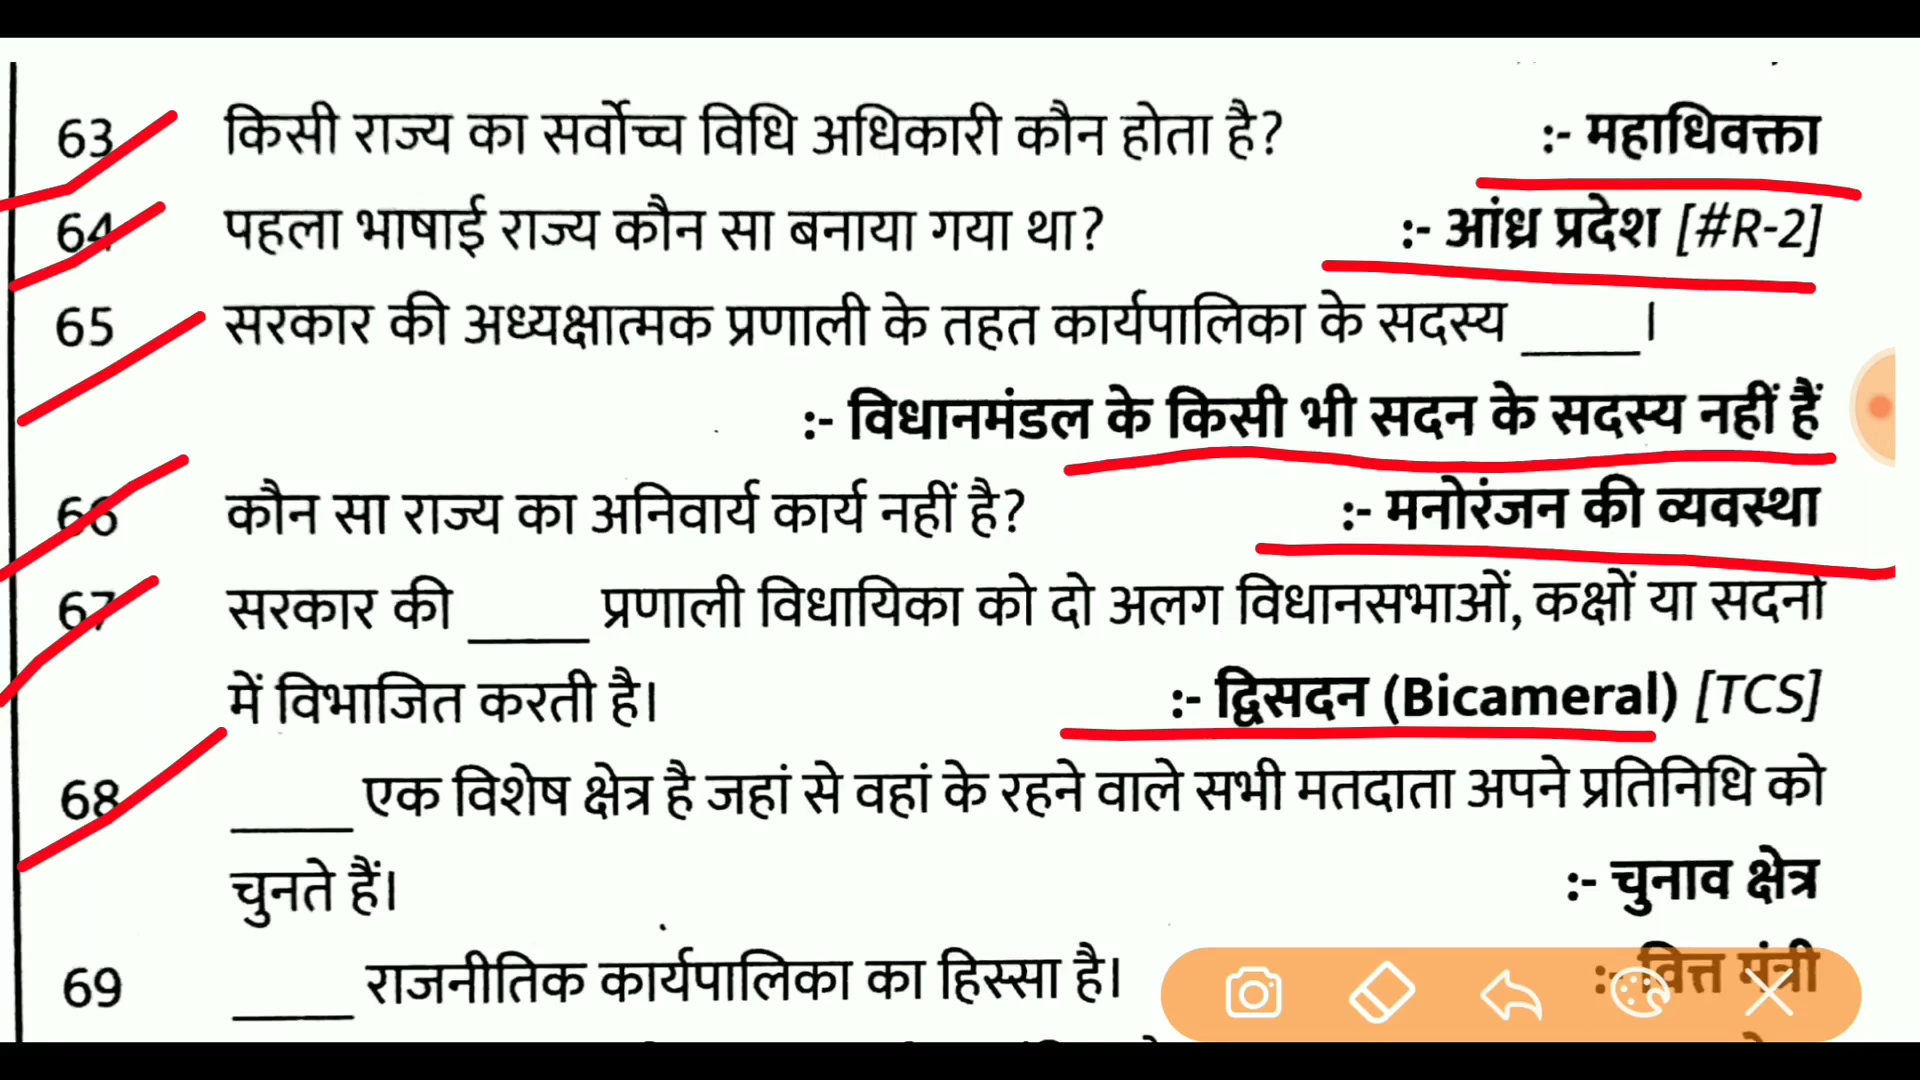 63 किसी राज्य का सर्वोच्च विधि अधिकारी कौन होता है? :- महाधिवक्ता
64 पहला भाषाई राज्य कौन सा बनाया गया था? :- आंध्र प्रदेश [#R-2]
65 सरकार की अध्यक्षात्मक प्रणाली के तहत कार्यपालिका के सदस्य ____।
:- विधानमंडल के किसी भी सदन के सदस्य नहीं हैं
66 कौन सा राज्य का अनिवार्य कार्य नहीं है? :- मनोरंजन की व्यवस्था
67 सरकार की ____ प्रणाली विधायिका को दो अलग विधानसभाओं, कक्षों या सदनों
में विभाजित करती है। :- द्विसदन (Bicameral) [TCS]
68 ____ एक विशेष क्षेत्र है जहां से वहां के रहने वाले सभी मतदाता अपने प्रतिनिधि को
चुनते हैं। :- चुनाव क्षेत्र
69 ____ राजनीतिक कार्यपालिका का हिस्सा है। :- वित्त मंत्री